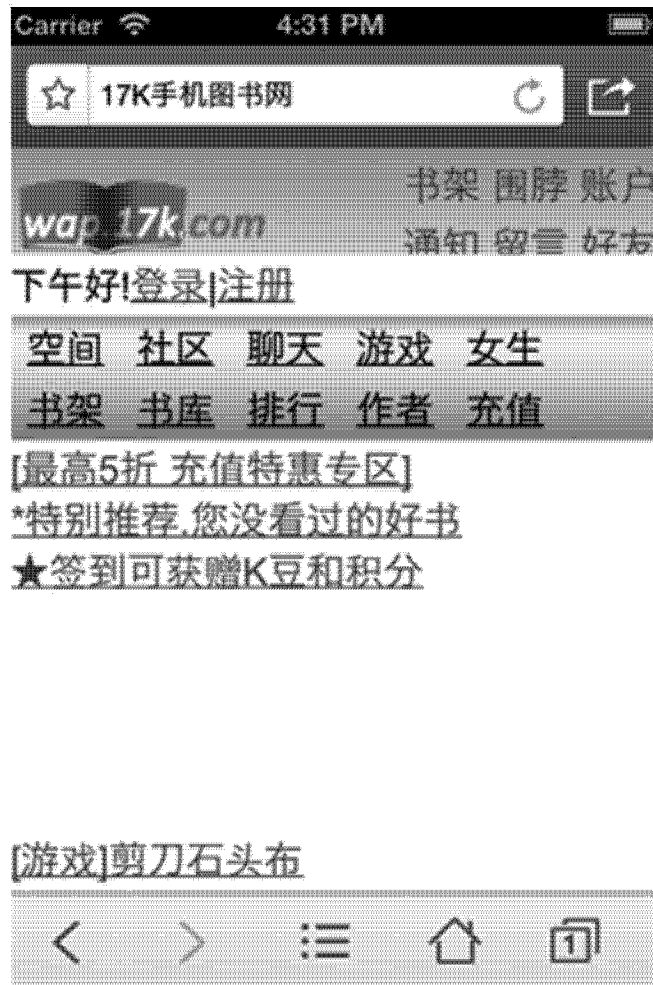 Carrier 4:31 PM
17K手机图书网
wap.17k.com
书架 围脖 账户
通知 留言 好友
下午好!登录|注册
空间 社区 聊天 游戏 女生
书架 书库 排行 作者 充值
[最高5折 充值特惠专区]
*特别推荐.您没看过的好书
★签到可获赠K豆和积分
[游戏]剪刀石头布
1